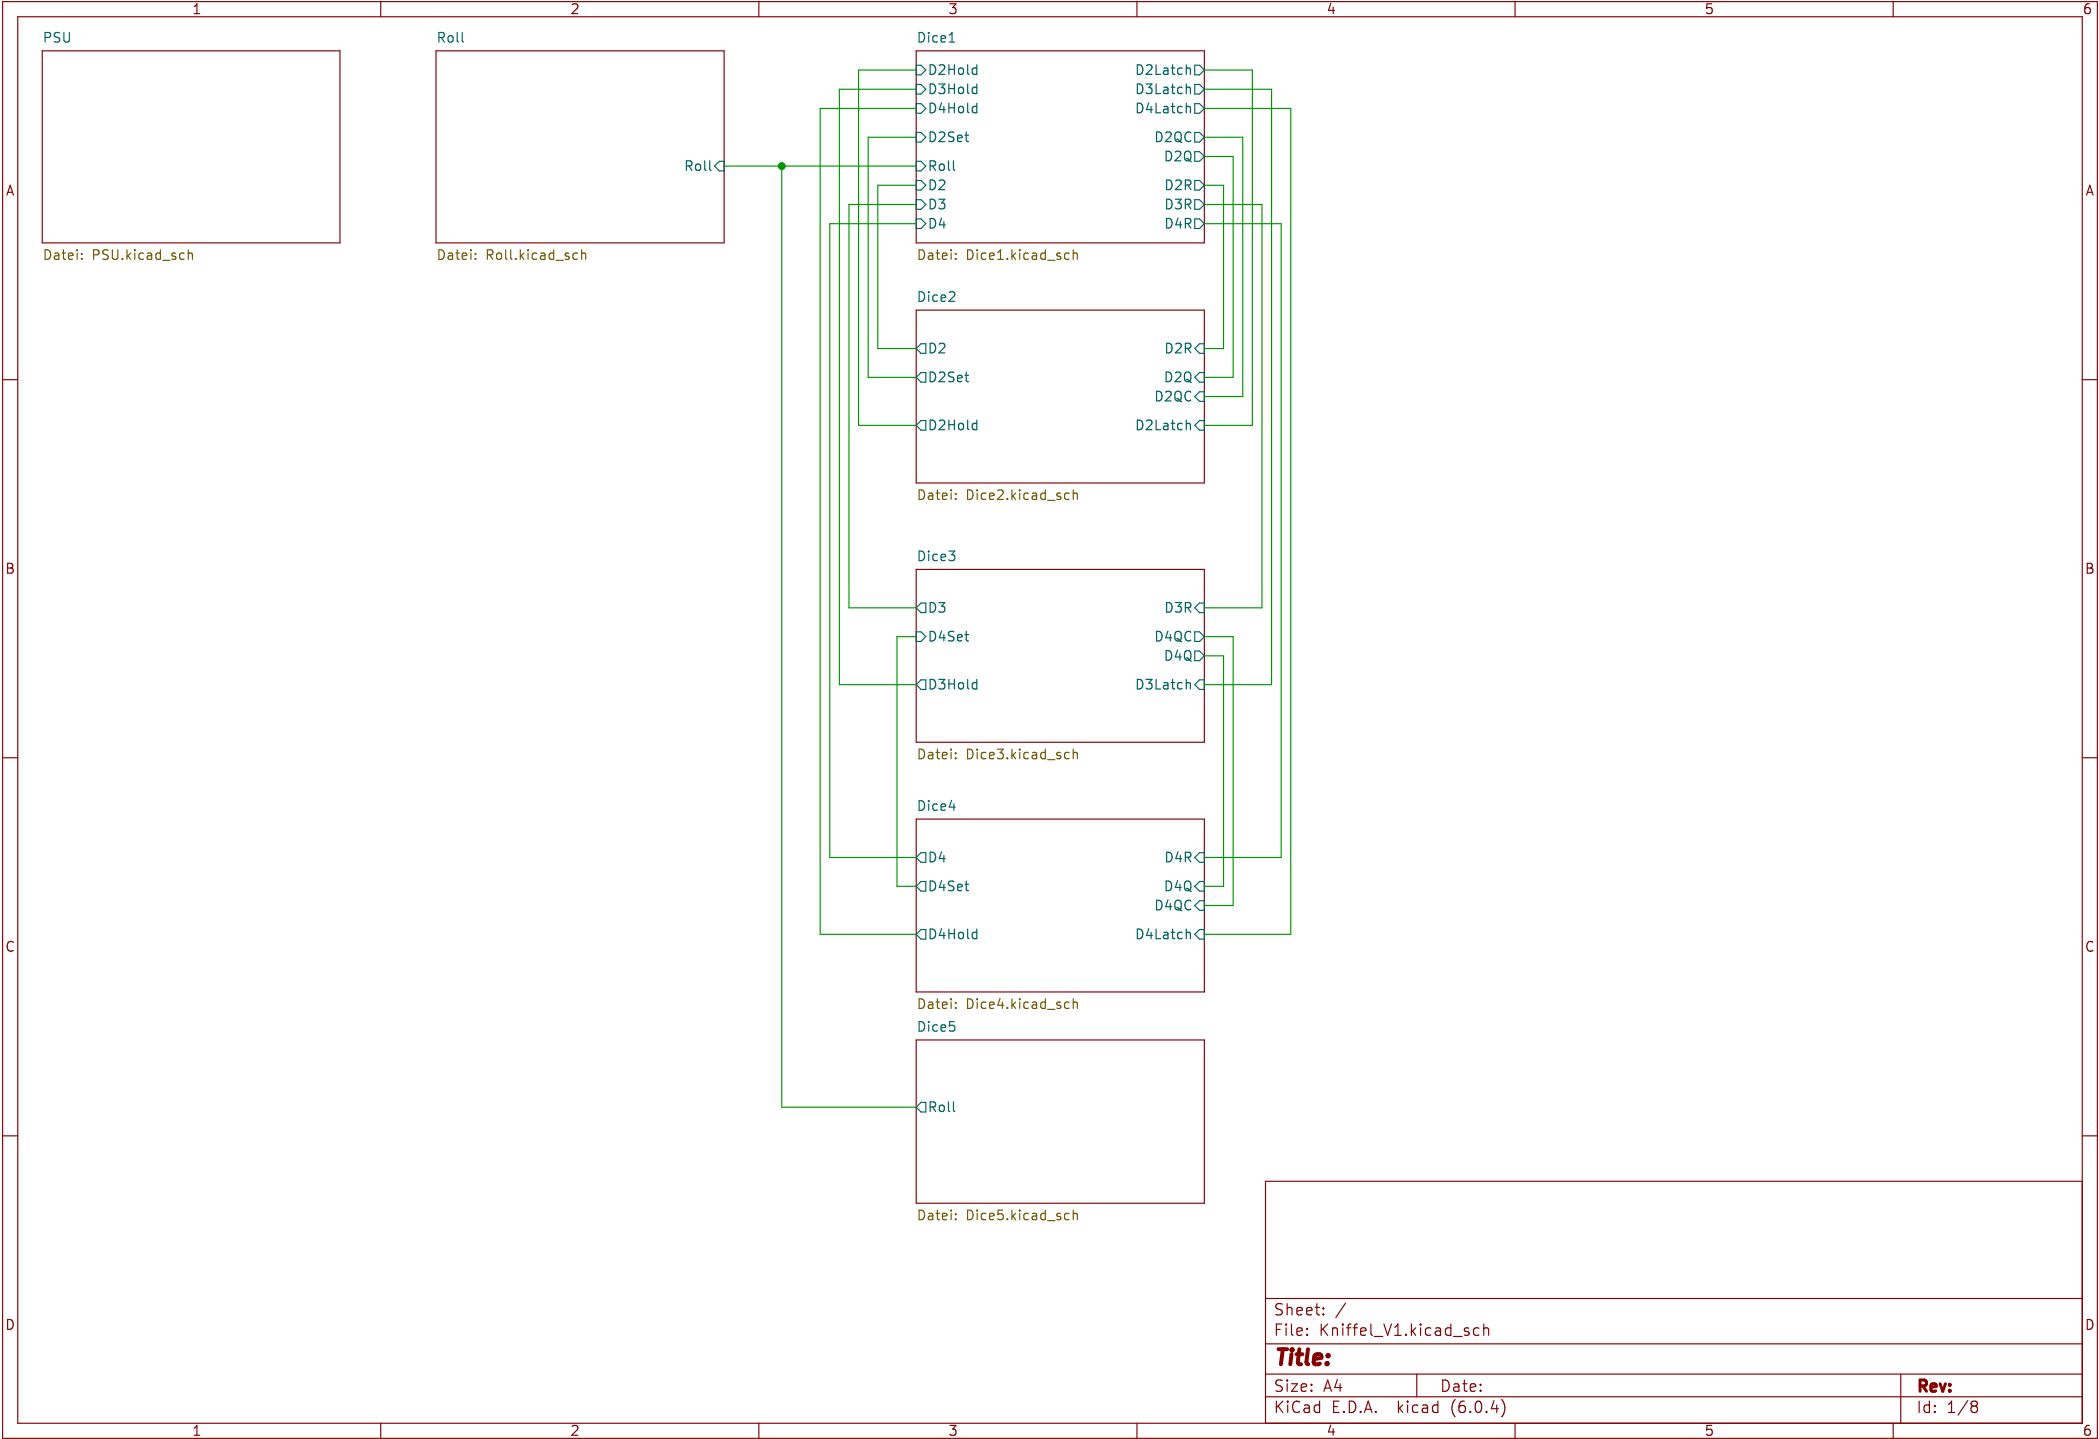 1 2 3 4 5 6
PSU
Datei: PSU.kicad_sch
Roll
Roll
Datei: Roll.kicad_sch
Dice1
D2Hold D2Latch
D3Hold D3Latch
D4Hold D4Latch
D2Set D2QC
D2Q
Roll
D2 D2R
D3 D3R
D4 D4R
Datei: Dice1.kicad_sch
A A
Dice2
D2 D2R
D2Set D2Q
D2QC
D2Hold D2Latch
Datei: Dice2.kicad_sch
B B
Dice3
D3 D3R
D4Set D4QC
D4Q
D3Hold D3Latch
Datei: Dice3.kicad_sch
Dice4
D4 D4R
D4Set D4Q
D4QC
D4Hold D4Latch
Datei: Dice4.kicad_sch
C C
Dice5
Roll
Datei: Dice5.kicad_sch
D D
Sheet: /
File: Kniffel_V1.kicad_sch
Title:
Size: A4 Date: Rev:
KiCad E.D.A. kicad (6.0.4) Id: 1/8
1 2 3 4 5 6